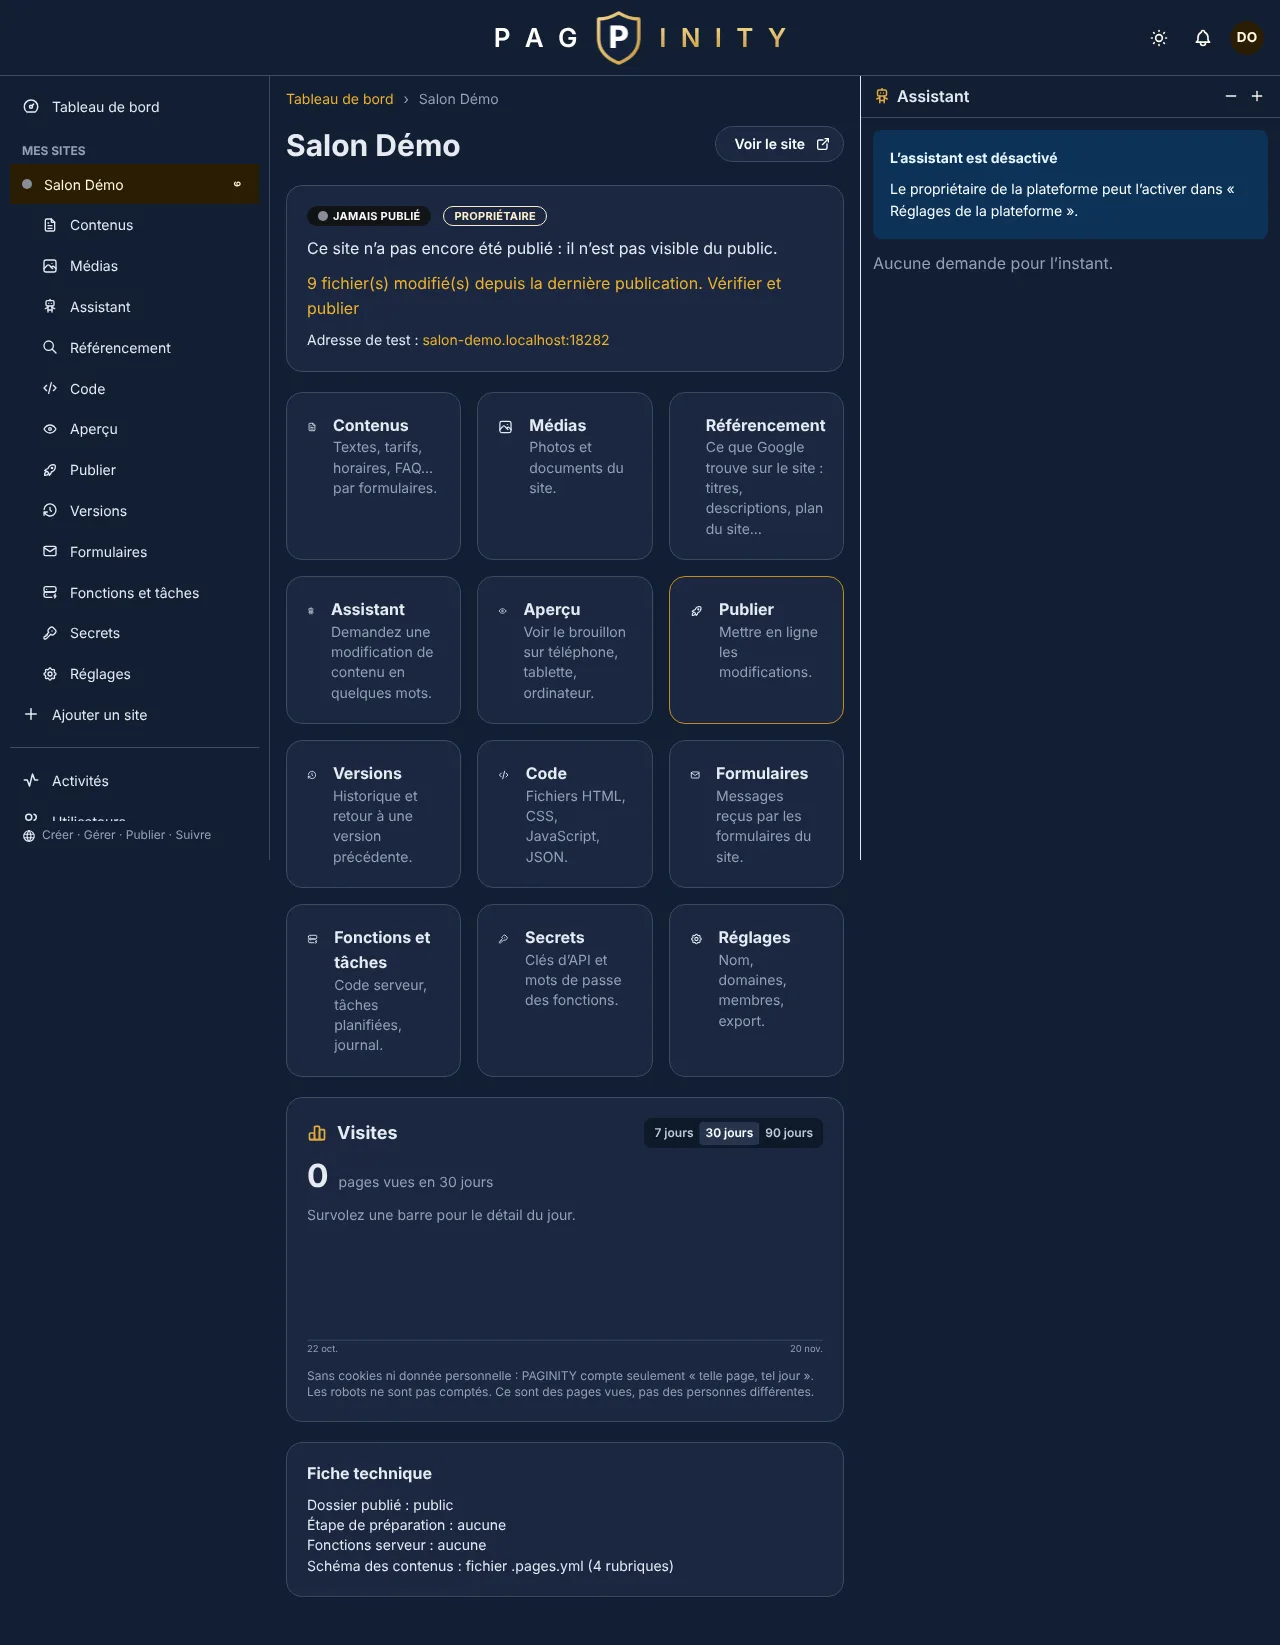 PAG P INITY
DO
Tableau de bord
MES SITES
Salon Démo
Contenus
Médias
Assistant
Référencement
Code
Aperçu
Publier
Versions
Formulaires
Fonctions et tâches
Secrets
Réglages
Ajouter un site
Activités
Utilisateurs
Créer · Gérer · Publier · Suivre
Tableau de bord › Salon Démo
Salon Démo
Voir le site
JAMAIS PUBLIÉ
PROPRIÉTAIRE
Ce site n’a pas encore été publié : il n’est pas visible du public.
9 fichier(s) modifié(s) depuis la dernière publication. Vérifier et
publier
Adresse de test : salon-demo.localhost:18282
Contenus
Textes, tarifs,
horaires, FAQ…
par formulaires.
Médias
Photos et
documents du
site.
Référencement
Ce que Google
trouve sur le site :
titres,
descriptions, plan
du site…
Assistant
Demandez une
modification de
contenu en
quelques mots.
Aperçu
Voir le brouillon
sur téléphone,
tablette,
ordinateur.
Publier
Mettre en ligne
les
modifications.
Versions
Historique et
retour à une
version
précédente.
Code
Fichiers HTML,
CSS,
JavaScript,
JSON.
Formulaires
Messages
reçus par les
formulaires du
site.
Fonctions et
tâches
Code serveur,
tâches
planifiées,
journal.
Secrets
Clés d’API et
mots de passe
des fonctions.
Réglages
Nom,
domaines,
membres,
export.
Visites
7 jours 30 jours 90 jours
0 pages vues en 30 jours
Survolez une barre pour le détail du jour.
22 oct.
20 nov.
Sans cookies ni donnée personnelle : PAGINITY compte seulement « telle page, tel jour ».
Les robots ne sont pas comptés. Ce sont des pages vues, pas des personnes différentes.
Fiche technique
Dossier publié : public
Étape de préparation : aucune
Fonctions serveur : aucune
Schéma des contenus : fichier .pages.yml (4 rubriques)
Assistant
L’assistant est désactivé
Le propriétaire de la plateforme peut l’activer dans «
Réglages de la plateforme ».
Aucune demande pour l’instant.